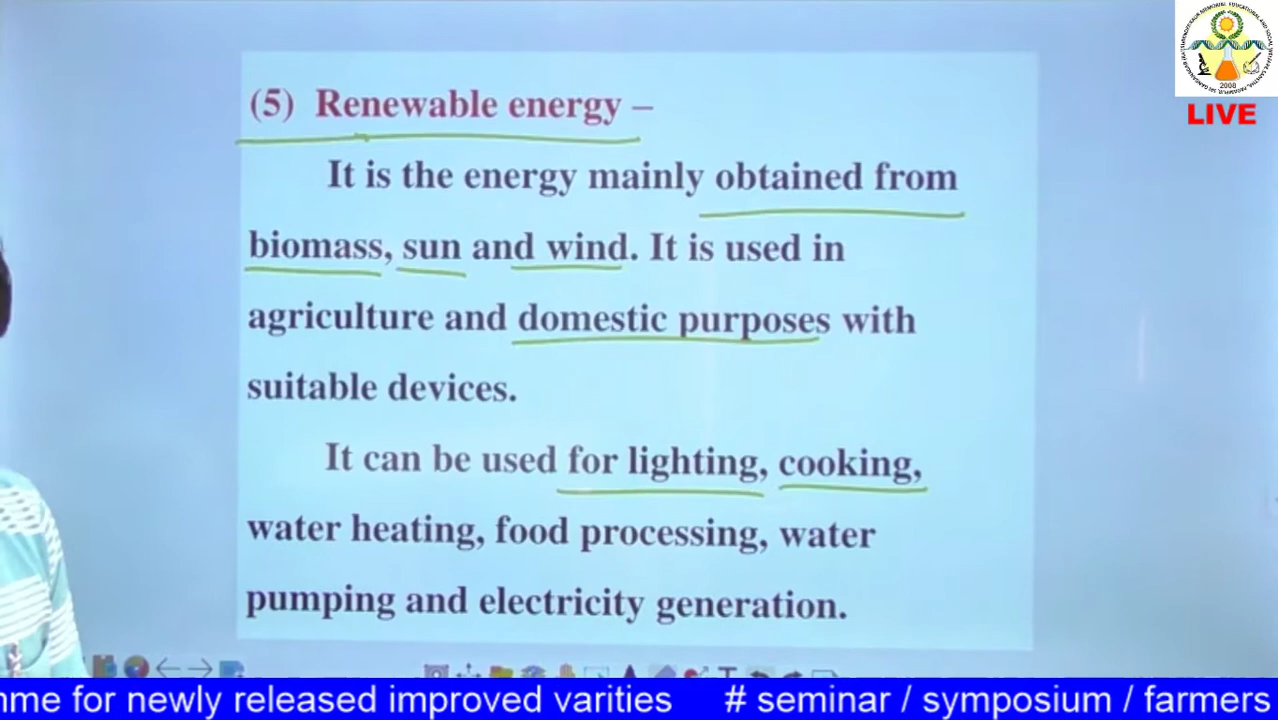 (5) Renewable energy –
It is the energy mainly obtained from
biomass, sun and wind. It is used in
agriculture and domestic purposes with
suitable devices.
It can be used for lighting, cooking,
water heating, food processing, water
pumping and electricity generation.
2008
LIVE
me for newly released improved varities # seminar / symposium / farmers